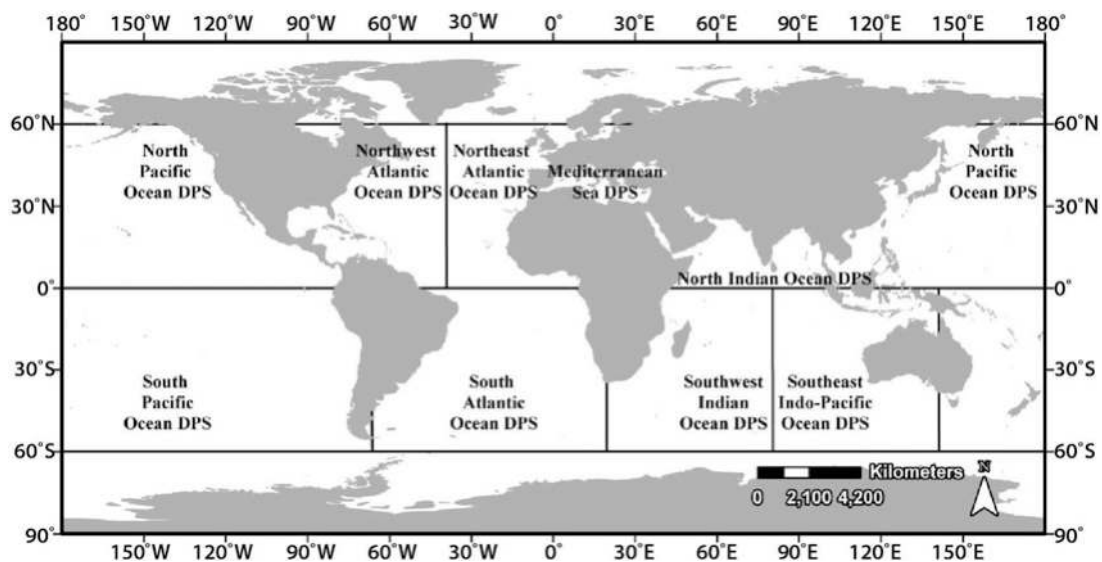 180° 150°W 120°W 90°W 60°W 30°W 0° 30°E 60°E 90°E 120°E 150°E 180°
60°N 60°N
North
Pacific
Ocean DPS
Northwest
Atlantic
Ocean DPS
Northeast
Atlantic
Ocean DPS
Mediterranean
Sea DPS
North
Pacific
Ocean DPS
30°N 30°N
North Indian Ocean DPS
0° 0°
30°S 30°S
South
Pacific
Ocean DPS
South
Atlantic
Ocean DPS
Southwest
Indian
Ocean DPS
Southeast
Indo-Pacific
Ocean DPS
60°S 60°S
Kilometers
0 2,100 4,200
N
90° 90°
150°W 120°W 90°W 60°W 30°W 0° 30°E 60°E 90°E 120°E 150°E